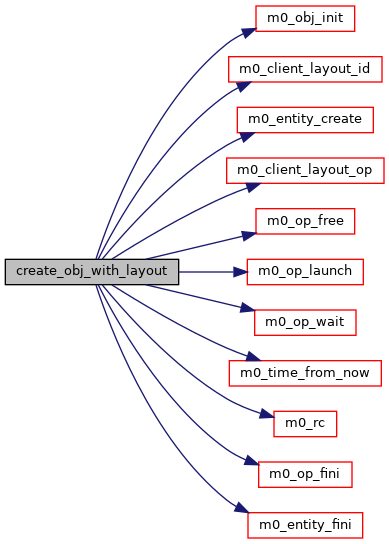 m0_obj_init
m0_client_layout_id
m0_entity_create
m0_client_layout_op
m0_op_free
create_obj_with_layout
m0_op_launch
m0_op_wait
m0_time_from_now
m0_rc
m0_op_fini
m0_entity_fini